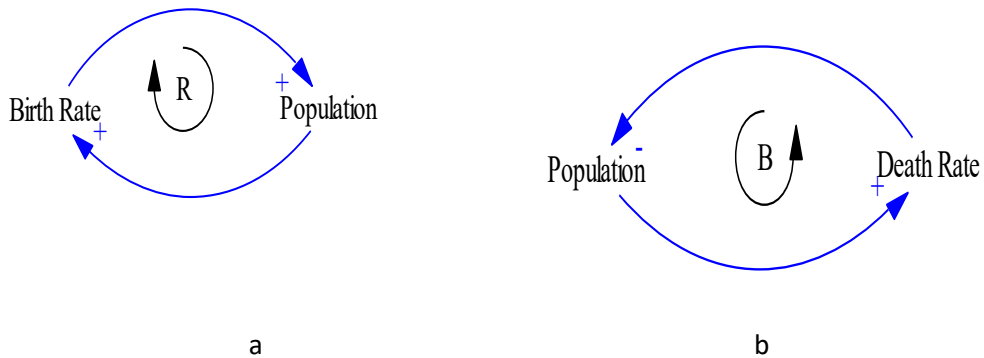 R
+
Birth Rate
+
Population
a
B
-
Population
Death Rate
+
b